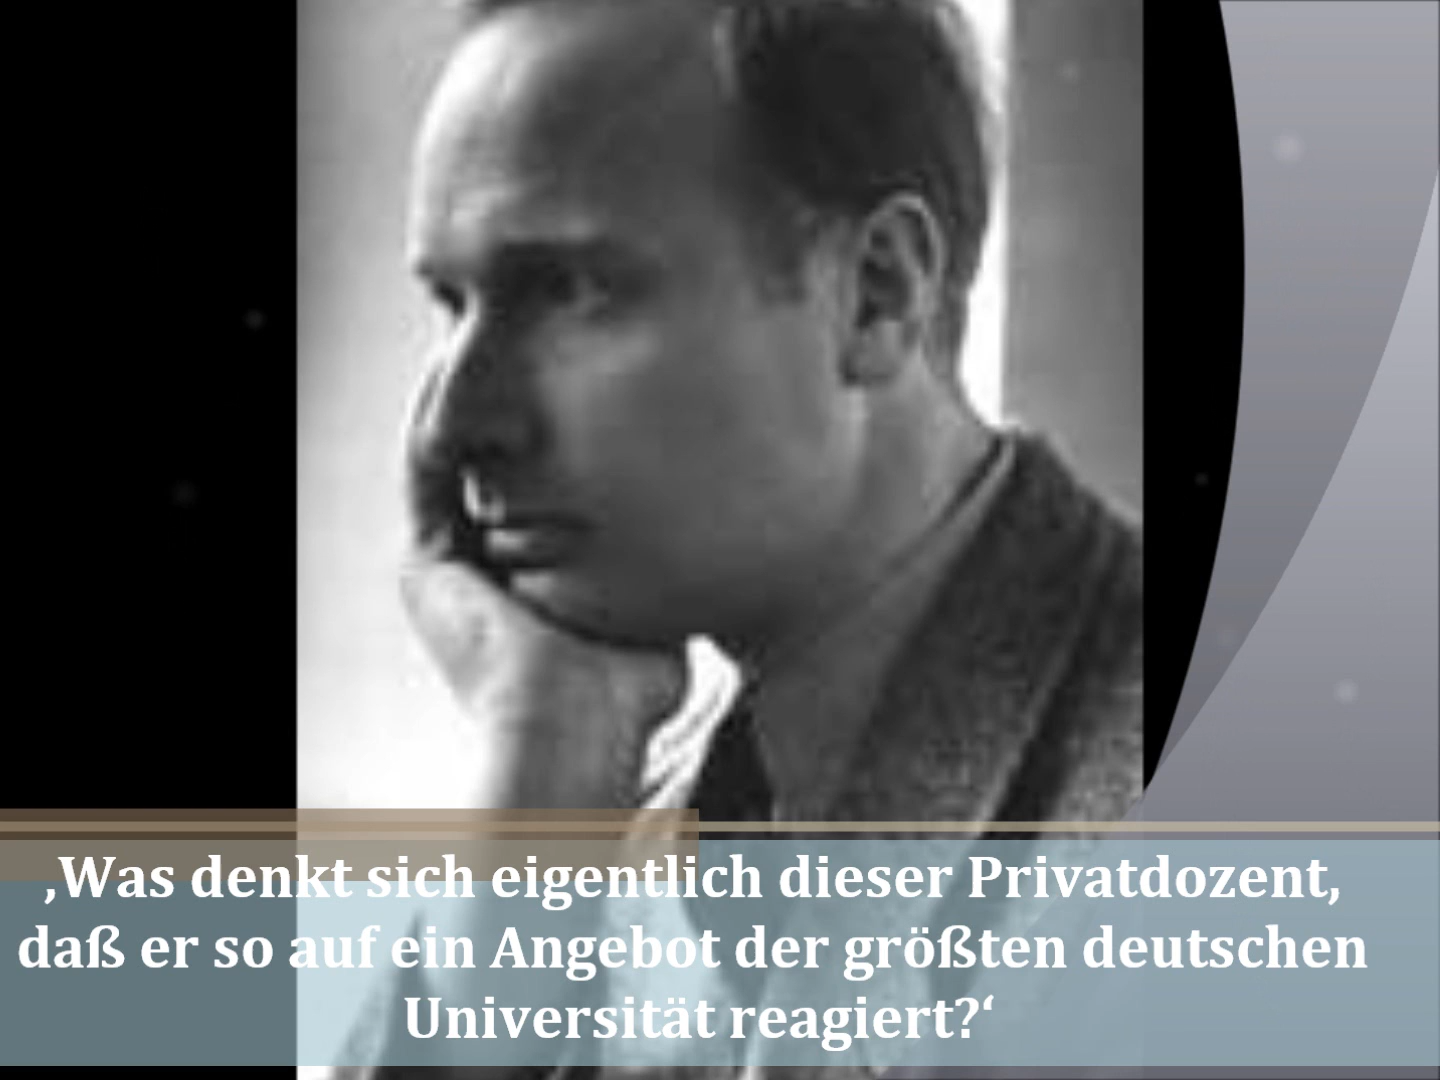 ‚Was denkt sich eigentlich dieser Privatdozent,
daß er so auf ein Angebot der größten deutschen
Universität reagiert?‘